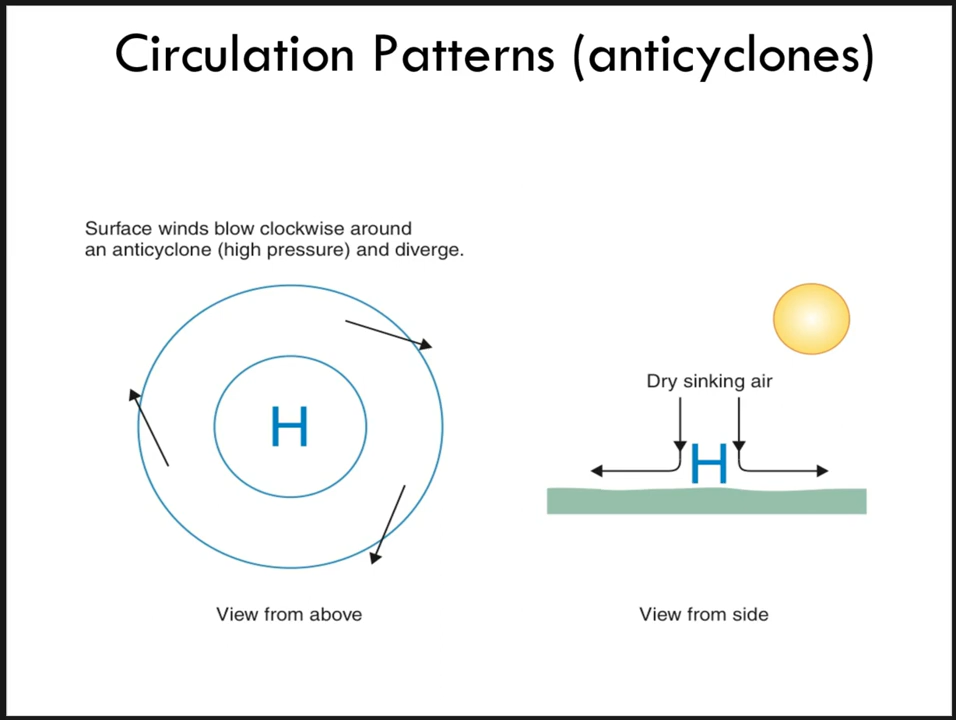 Circulation Patterns (anticyclones)
Surface winds blow clockwise around
an anticyclone (high pressure) and diverge.
H
View from above
Dry sinking air
H
View from side